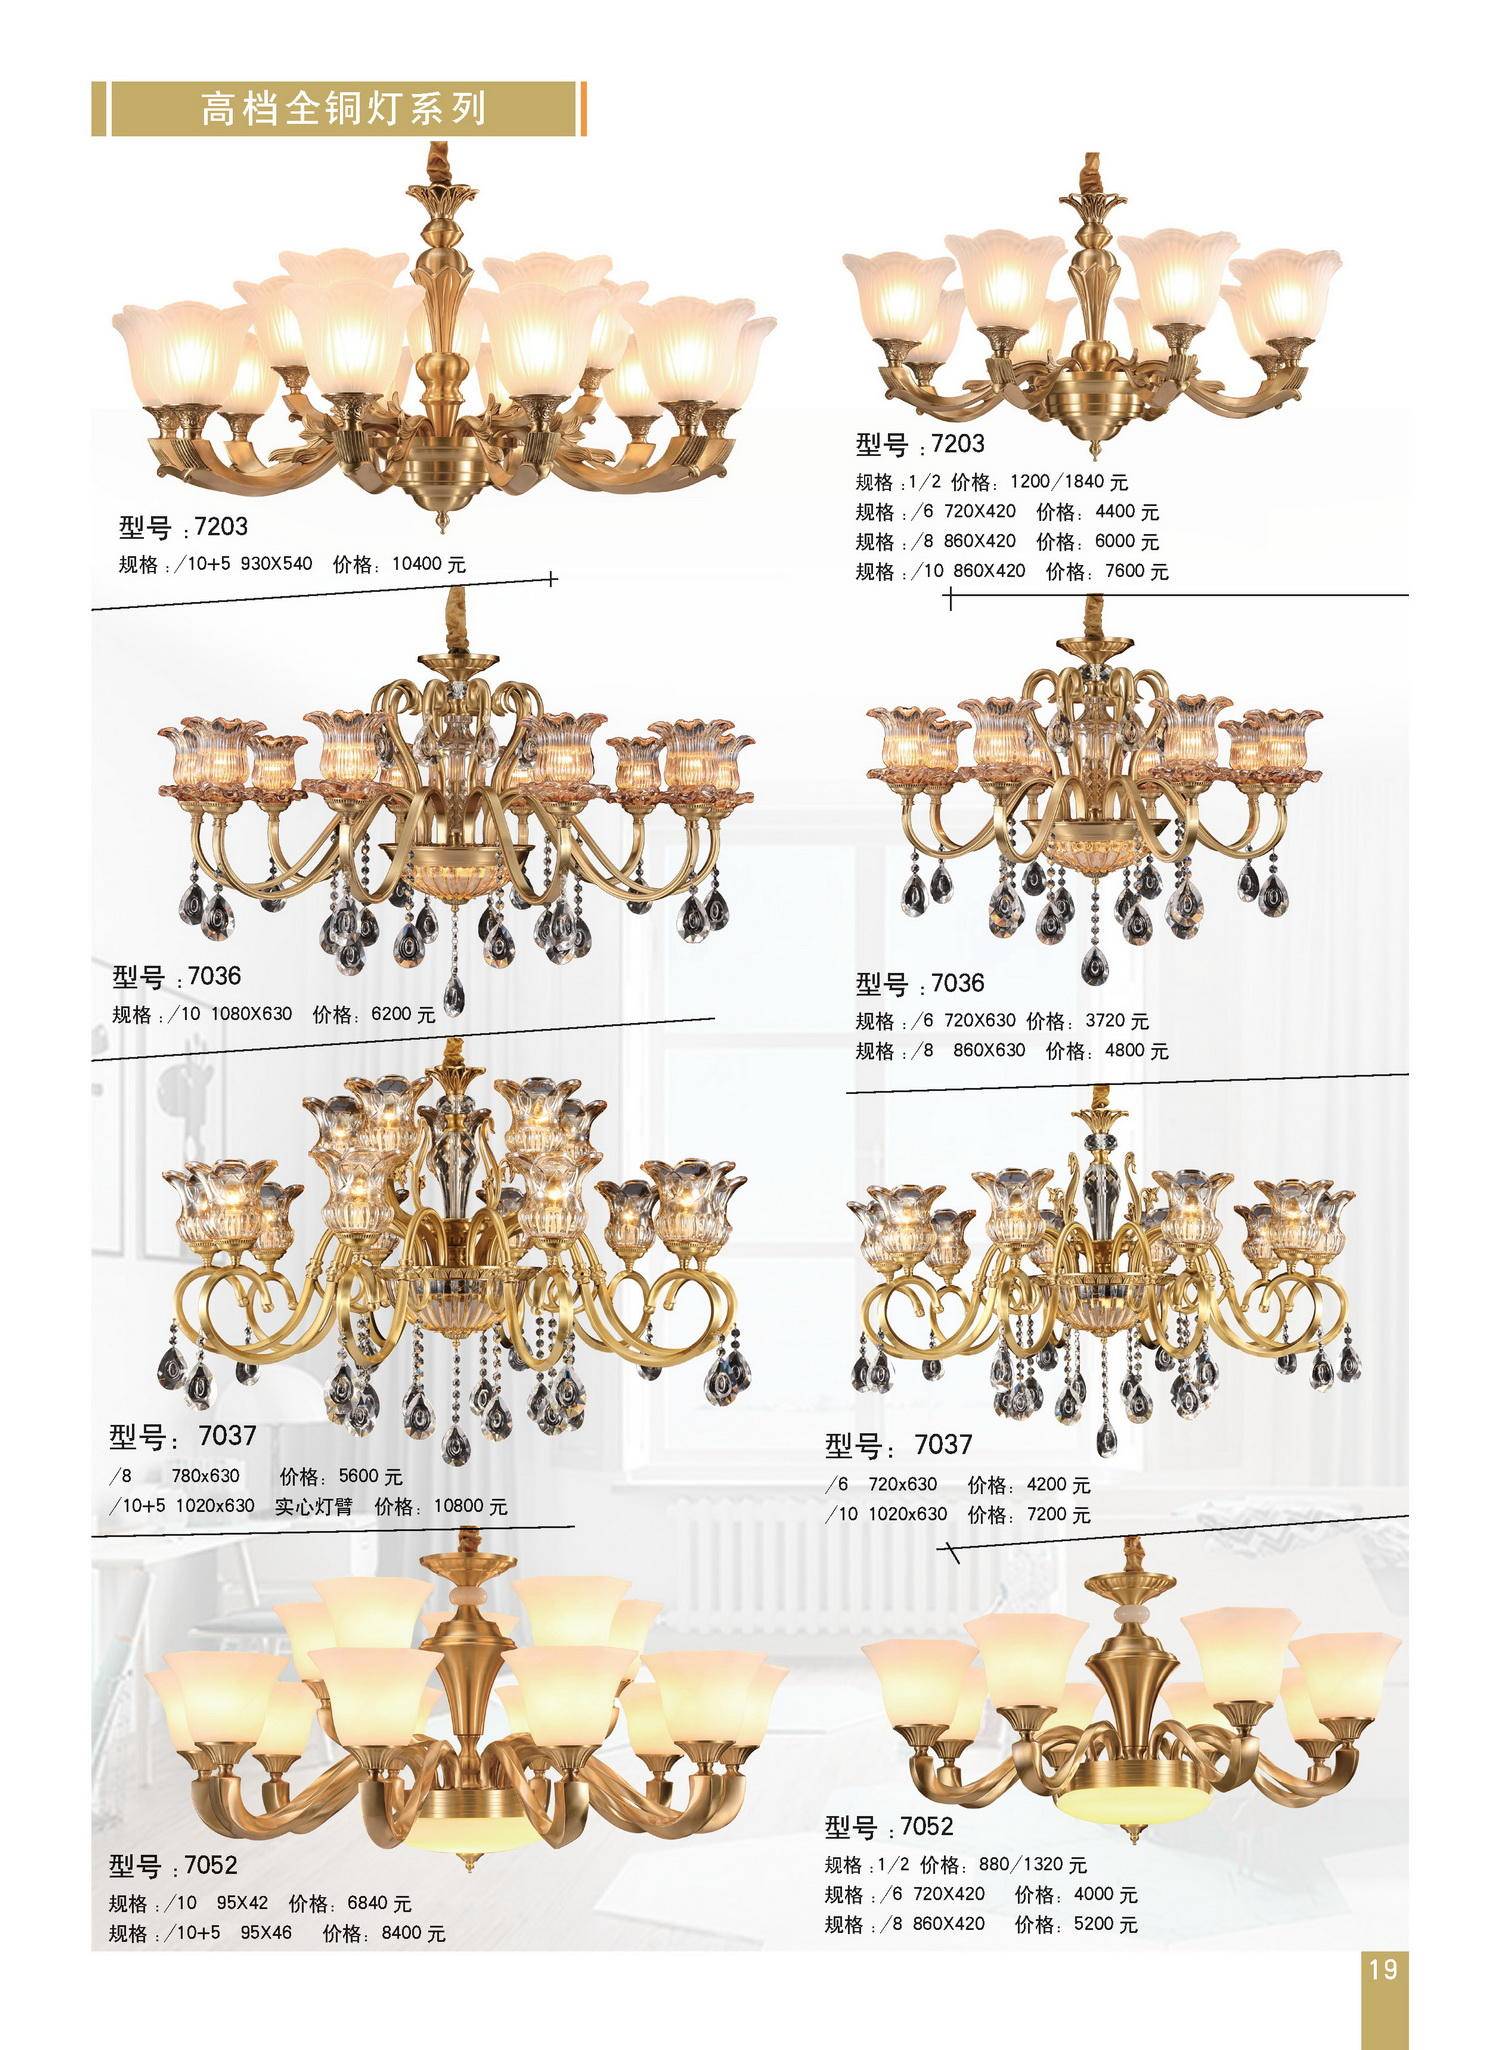 高档全铜灯系列
型号：7203
规格：/10+5 930X540 价格：10400 元
型号：7203
规格：1/2 价格：1200/1840 元
规格：/6 720X420 价格：4400 元
规格：/8 860X420 价格：6000 元
规格：/10 860X420 价格：7600 元
型号：7036
规格：/10 1080X630 价格：6200 元
型号：7036
规格：/6 720X630 价格：3720 元
规格：/8 860X630 价格：4800 元
型号：7037
/8 780x630 价格：5600 元
/10+5 1020x630 实心灯臂 价格：10800 元
型号：7037
/6 720x630 价格：4200 元
/10 1020x630 价格：7200 元
型号：7052
规格：/10 95X42 价格：6840 元
规格：/10+5 95X46 价格：8400 元
型号：7052
规格：1/2 价格：880/1320 元
规格：/6 720X420 价格：4000 元
规格：/8 860X420 价格：5200 元
19